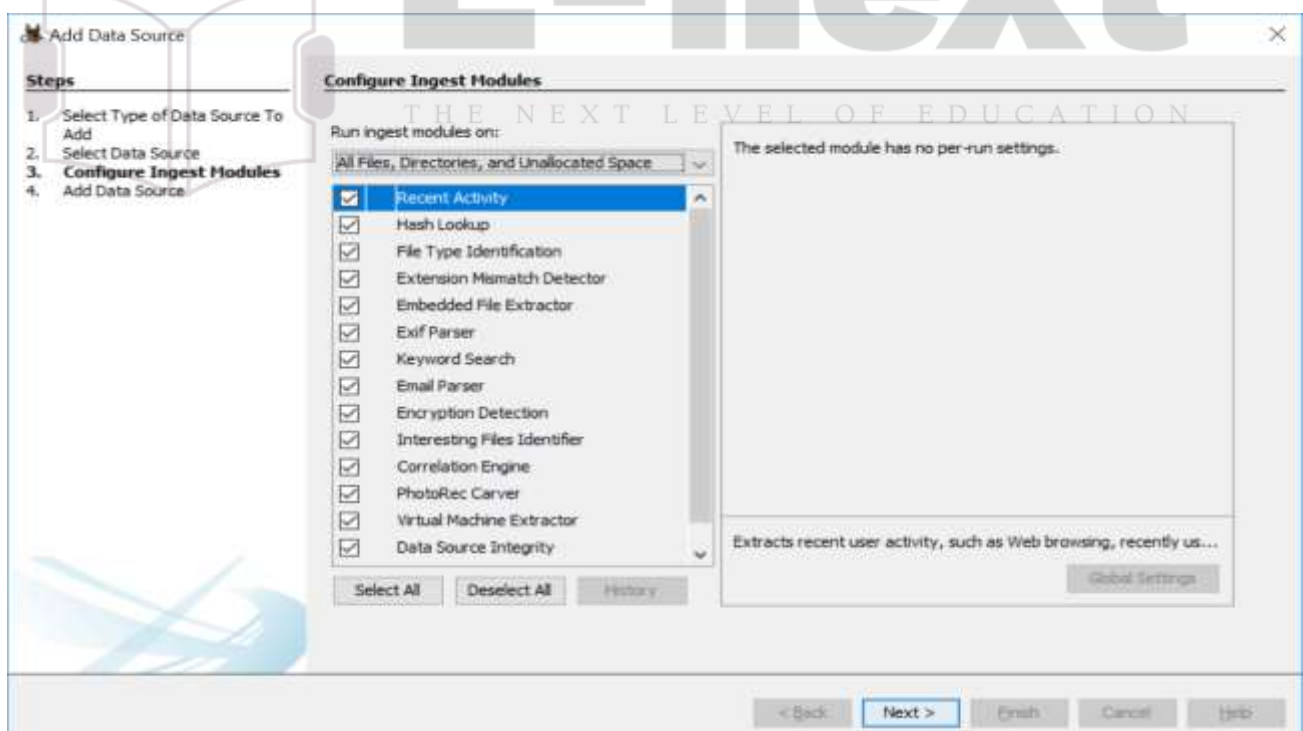 E-next
THE NEXT LEVEL OF EDUCATION
Add Data Source
Steps
1. Select Type of Data Source To
Add
2. Select Data Source
3. Configure Ingest Modules
4. Add Data Source
Configure Ingest Modules
Run ingest modules on:
All Files, Directories, and Unallocated Space
Recent Activity
Hash Lookup
File Type Identification
Extension Mismatch Detector
Embedded File Extractor
Exif Parser
Keyword Search
Email Parser
Encryption Detection
Interesting Files Identifier
Correlation Engine
PhotoRec Carver
Virtual Machine Extractor
Data Source Integrity
Select All
Deselect All
History
The selected module has no per-run settings.
Extracts recent user activity, such as Web browsing, recently us...
Global Settings
< Back
Next >
Finish
Cancel
Help